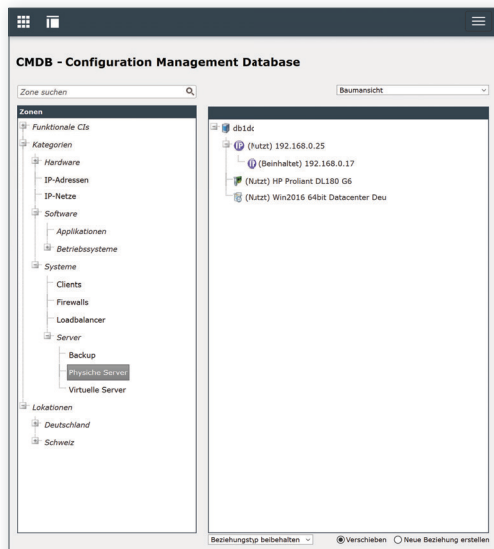 CMDB - Configuration Management Database
Zone suchen
Baumansicht
Zonen
Funktionale CIs
Kategorien
Hardware
IP-Adressen
IP-Netze
Software
Applikationen
Betriebssysteme
Systeme
Clients
Firewalls
Loadbalancer
Server
Backup
Physiche Server
Virtuelle Server
Lokationen
Deutschland
Schweiz
db1dc
IP (Nutzt) 192.168.0.25
IP (Beinhaltet) 192.168.0.17
(Nutzt) HP Proliant DL180 G6
(Nutzt) Win2016 64bit Datacenter Deu
Beziehungstyp beibehalten
Verschieben
Neue Beziehung erstellen